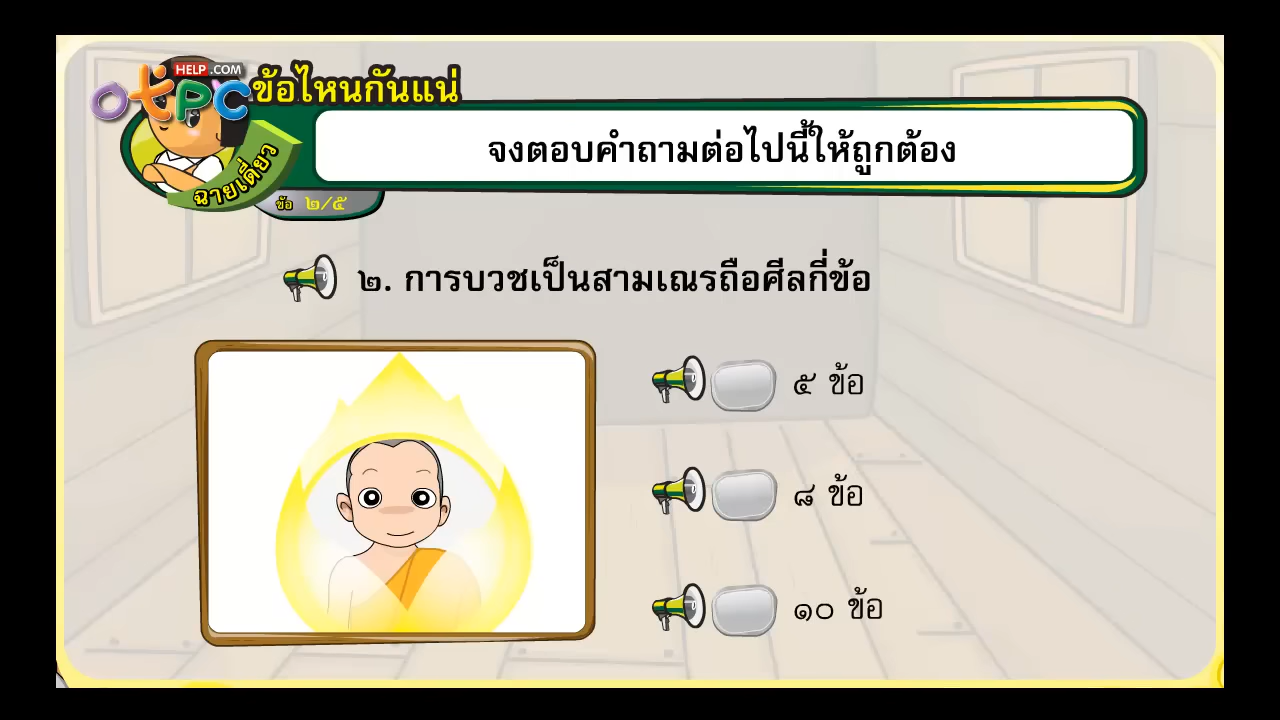 HELP.COM
otpc
ข้อไหนกันแน่
จงตอบคำถามต่อไปนี้ให้ถูกต้อง
ฉายเดี่ยว
ข้อ ๒/๕
๒. การบวชเป็นสามเณรถือศีลกี่ข้อ
๕ ข้อ
๘ ข้อ
๑๐ ข้อ